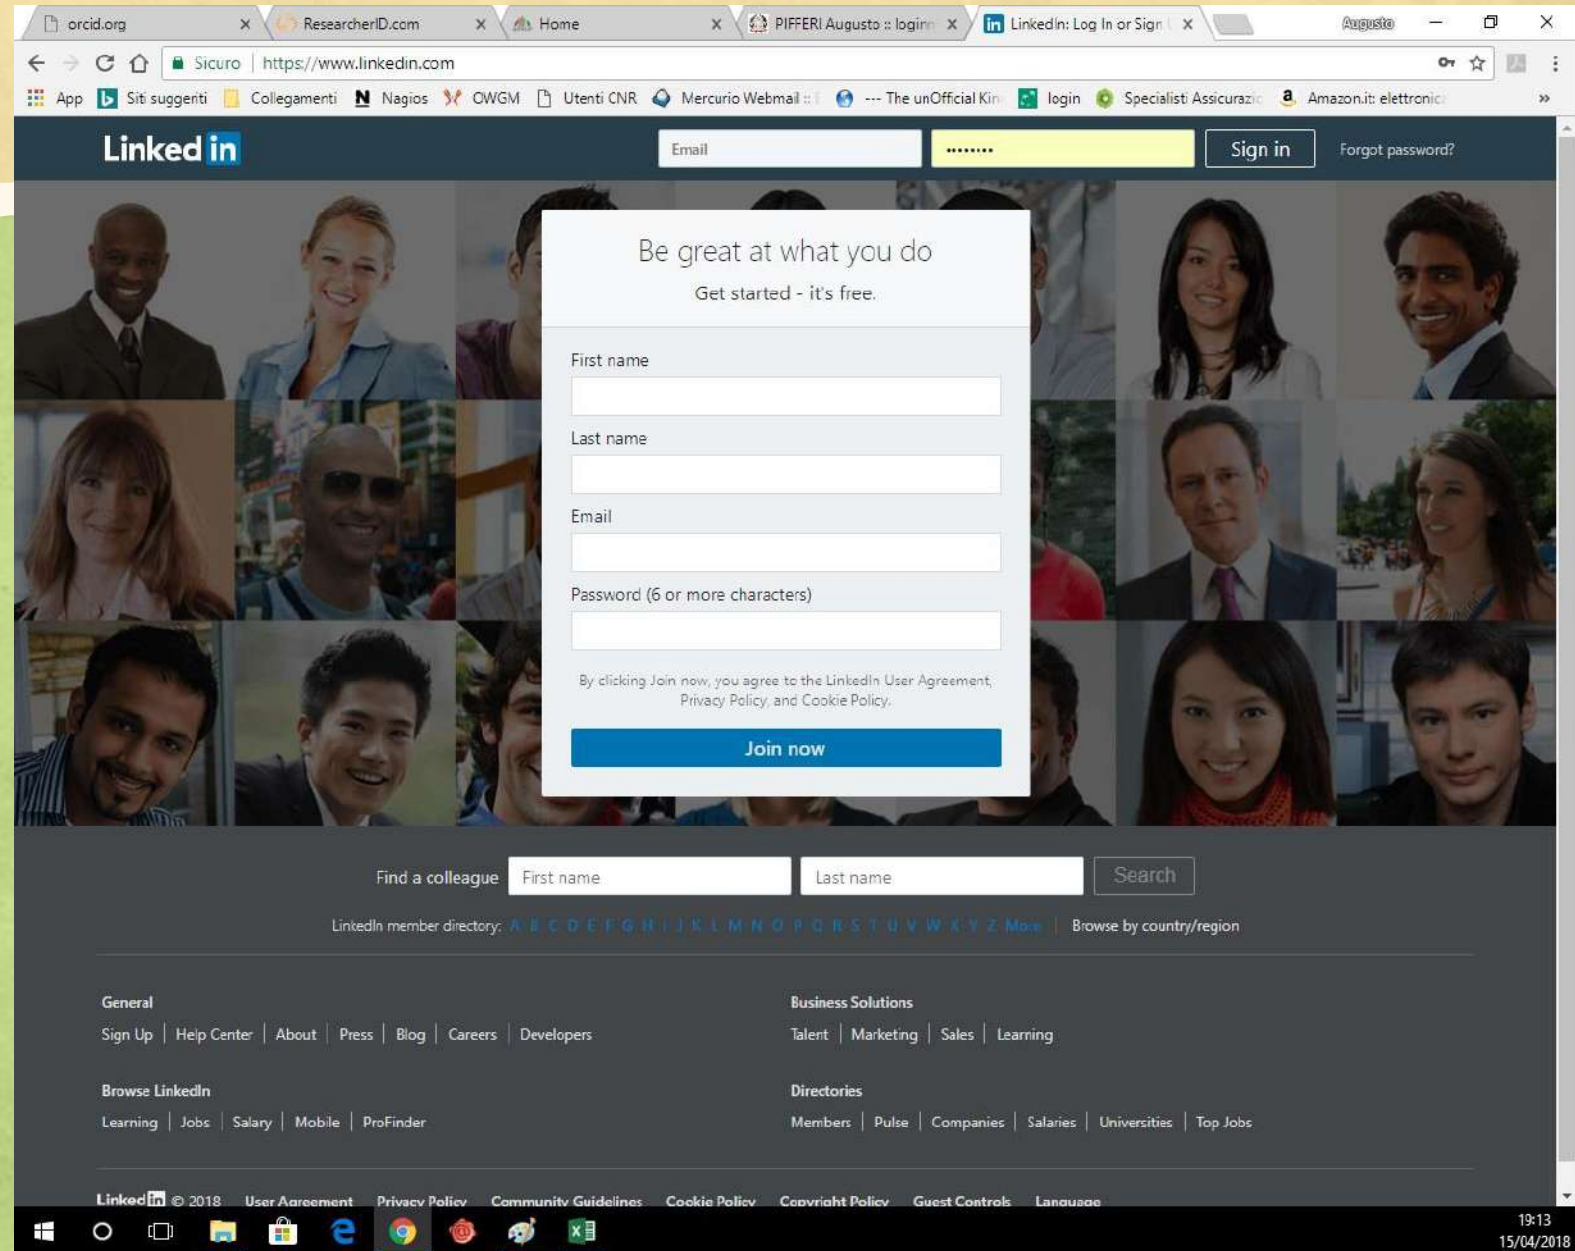 orcid.org
ResearcherID.com
Home
PIFFERI Augusto :: login
LinkedIn: Log In or Sign
Augusto
Sicuro | https://www.linkedin.com
App
Siti suggeriti
Collegamenti
Nagios
OWGM
Utenti CNR
Mercurio Webmail ::
--- The unOfficial Kin
login
Specialisti Assicurazio
Amazon.it: elettronica
»
Linked in
Email
••••••••
Sign in
Forgot password?
Be great at what you do
Get started - it's free.
First name
Last name
Email
Password (6 or more characters)
By clicking Join now, you agree to the LinkedIn User Agreement,
Privacy Policy, and Cookie Policy.
Join now
Find a colleague First name Last name Search
LinkedIn member directory: A B C D E F G H I J K L M N O P Q R S T U V W X Y Z More | Browse by country/region
General
Sign Up | Help Center | About | Press | Blog | Careers | Developers
Business Solutions
Talent | Marketing | Sales | Learning
Browse LinkedIn
Learning | Jobs | Salary | Mobile | ProFinder
Directories
Members | Pulse | Companies | Salaries | Universities | Top Jobs
Linked in © 2018 User Agreement Privacy Policy Community Guidelines Cookie Policy Copyright Policy Guest Controls Language
19:13
15/04/2018